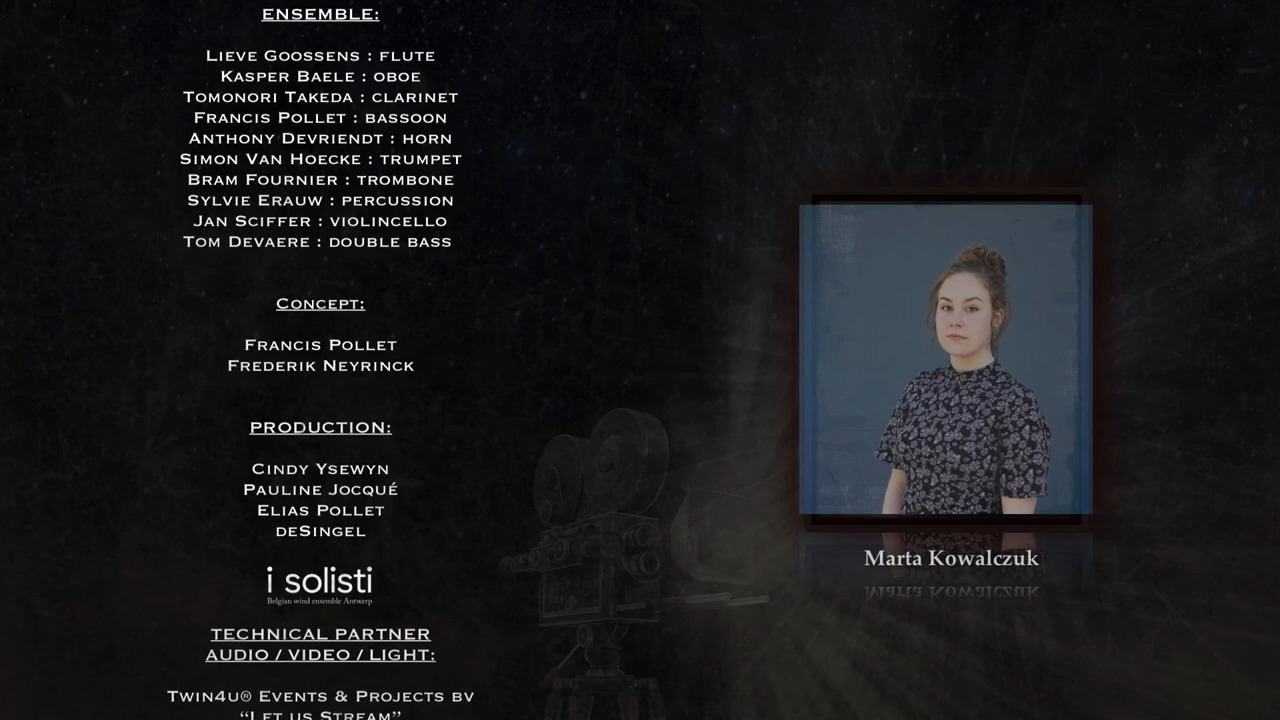 ENSEMBLE:
LIEVE GOOSSENS : FLUTE
KASPER BAELE : OBOE
TOMONORI TAKEDA : CLARINET
FRANCIS POLLET : BASSOON
ANTHONY DEVRIENDT : HORN
SIMON VAN HOECKE : TRUMPET
BRAM FOURNIER : TROMBONE
SYLVIE ERAUW : PERCUSSION
JAN SCIFFER : VIOLINCELLO
TOM DEVAERE : DOUBLE BASS
CONCEPT:
FRANCIS POLLET
FREDERIK NEYRINCK
PRODUCTION:
CINDY YSEWYN
PAULINE JOCQUÉ
ELIAS POLLET
DESINGEL
i solisti
Belgian wind ensemble Antwerp
TECHNICAL PARTNER
AUDIO / VIDEO / LIGHT:
TWIN4U® EVENTS & PROJECTS BV
“LET US STREAM”
Marta Kowalczuk